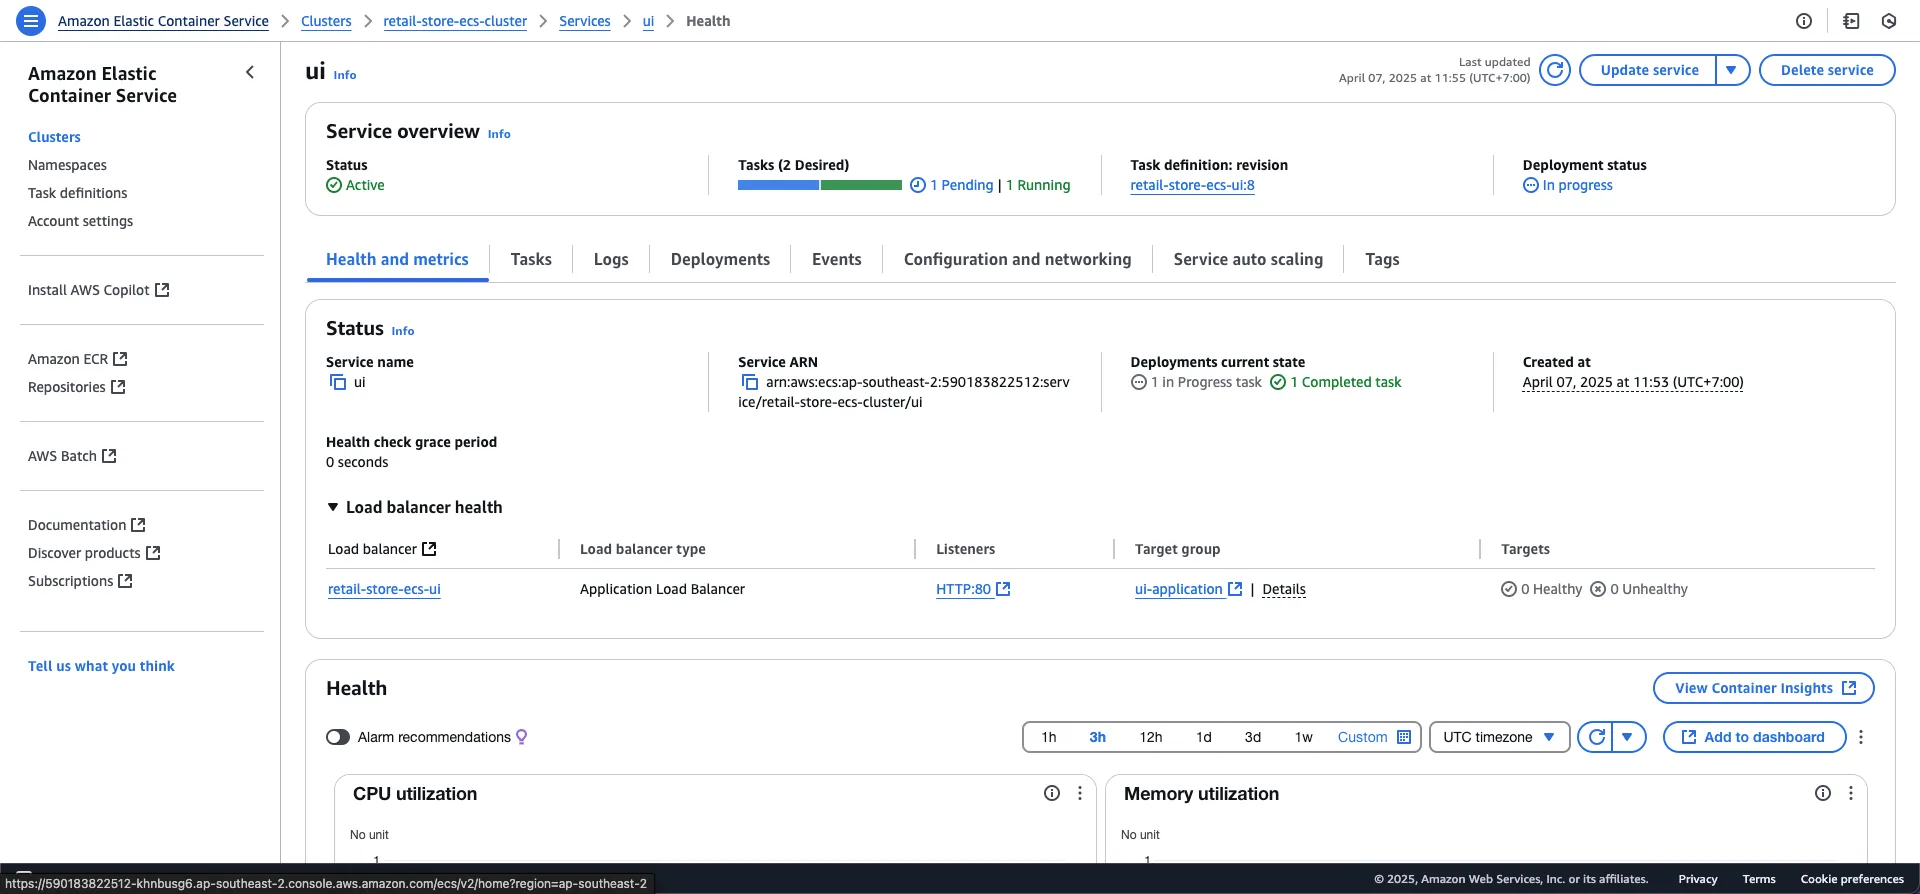 Amazon Elastic Container Service
Clusters
retail-store-ecs-cluster
Services
ui
Health
Amazon Elastic
Container Service
Clusters
Namespaces
Task definitions
Account settings
Install AWS Copilot
Amazon ECR
Repositories
AWS Batch
Documentation
Discover products
Subscriptions
Tell us what you think
ui Info
Last updated
April 07, 2025 at 11:55 (UTC+7:00)
Update service
Delete service
Service overview Info
Status
Active
Tasks (2 Desired)
1 Pending | 1 Running
Task definition: revision
retail-store-ecs-ui:8
Deployment status
In progress
Health and metrics
Tasks
Logs
Deployments
Events
Configuration and networking
Service auto scaling
Tags
Status Info
Service name
ui
Service ARN
arn:aws:ecs:ap-southeast-2:590183822512:serv
ice/retail-store-ecs-cluster/ui
Deployments current state
1 in Progress task 1 Completed task
Created at
April 07, 2025 at 11:53 (UTC+7:00)
Health check grace period
0 seconds
Load balancer health
Load balancer
Load balancer type
Listeners
Target group
Targets
retail-store-ecs-ui
Application Load Balancer
HTTP:80
ui-application | Details
0 Healthy 0 Unhealthy
Health
View Container Insights
Alarm recommendations
1h
3h
12h
1d
3d
1w
Custom
UTC timezone
Add to dashboard
CPU utilization
No unit
1
Memory utilization
No unit
1
https://590183822512-khnbusg6.ap-southeast-2.console.aws.amazon.com/ecs/v2/home?region=ap-southeast-2
© 2025, Amazon Web Services, Inc. or its affiliates.
Privacy
Terms
Cookie preferences